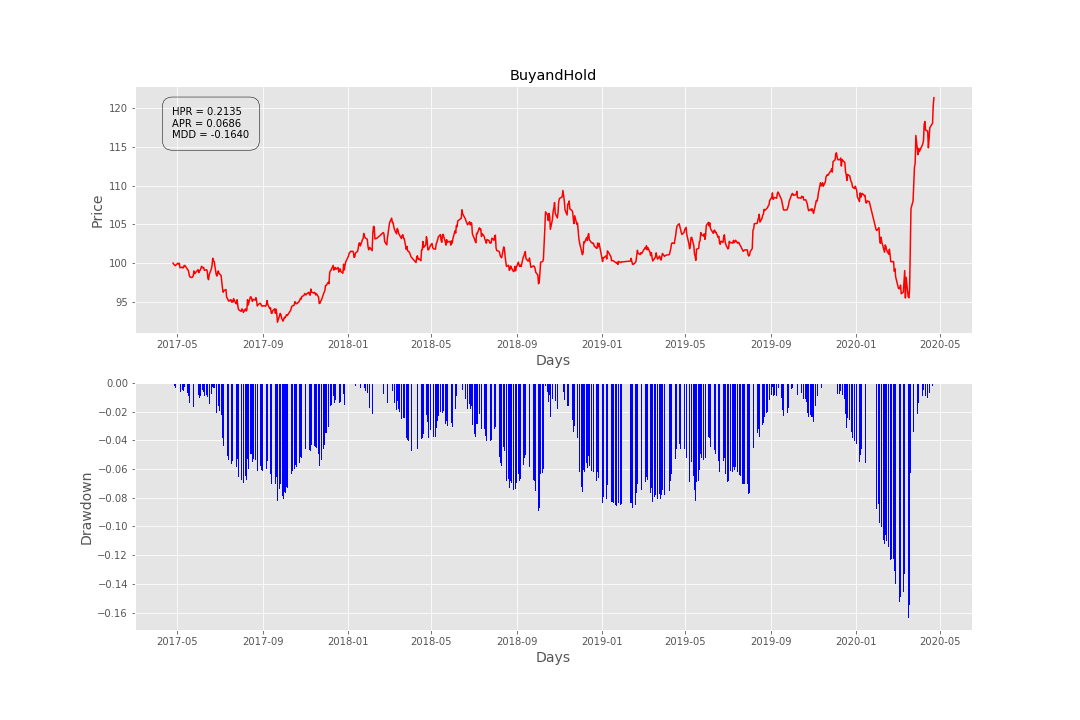 BuyandHold
HPR = 0.2135
APR = 0.0686
MDD = -0.1640
Price
120
115
110
105
100
95
2017-05 2017-09 2018-01 2018-05 2018-09 2019-01 2019-05 2019-09 2020-01 2020-05
Days
Drawdown
0.00
−0.02
−0.04
−0.06
−0.08
−0.10
−0.12
−0.14
−0.16
2017-05 2017-09 2018-01 2018-05 2018-09 2019-01 2019-05 2019-09 2020-01 2020-05
Days